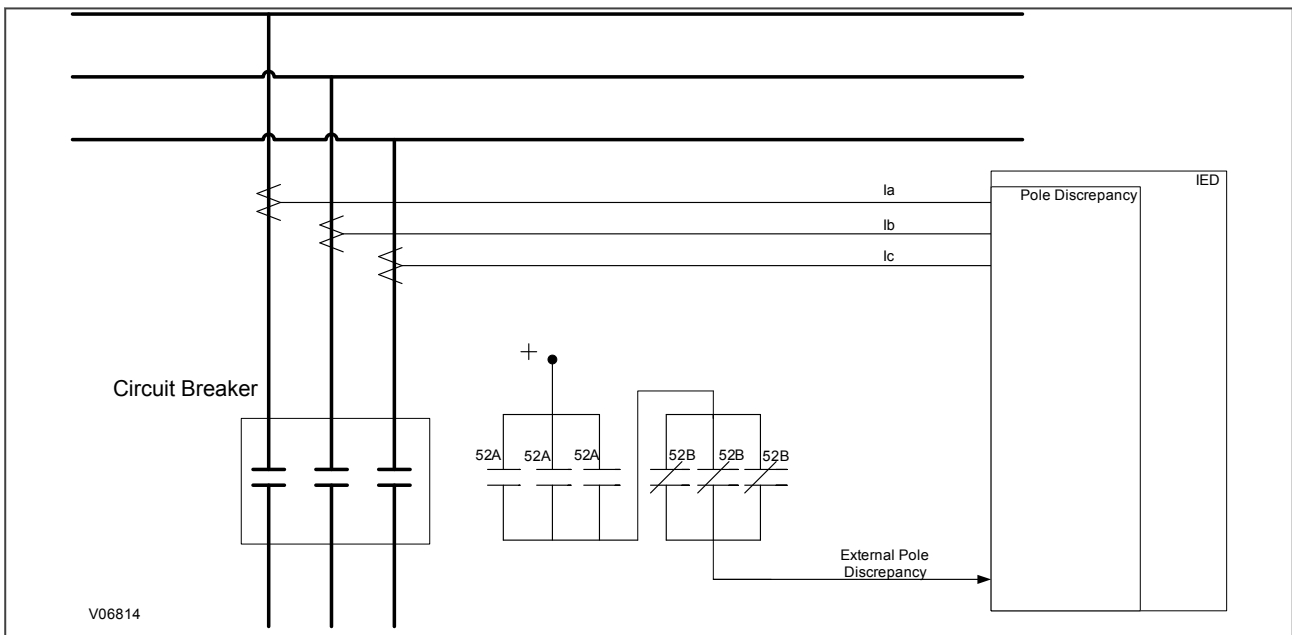 IED
Ia
Pole Discrepancy
Ib
Ic
+
Circuit Breaker
52A
52A
52A
52B
52B
52B
External Pole
Discrepancy
V06814